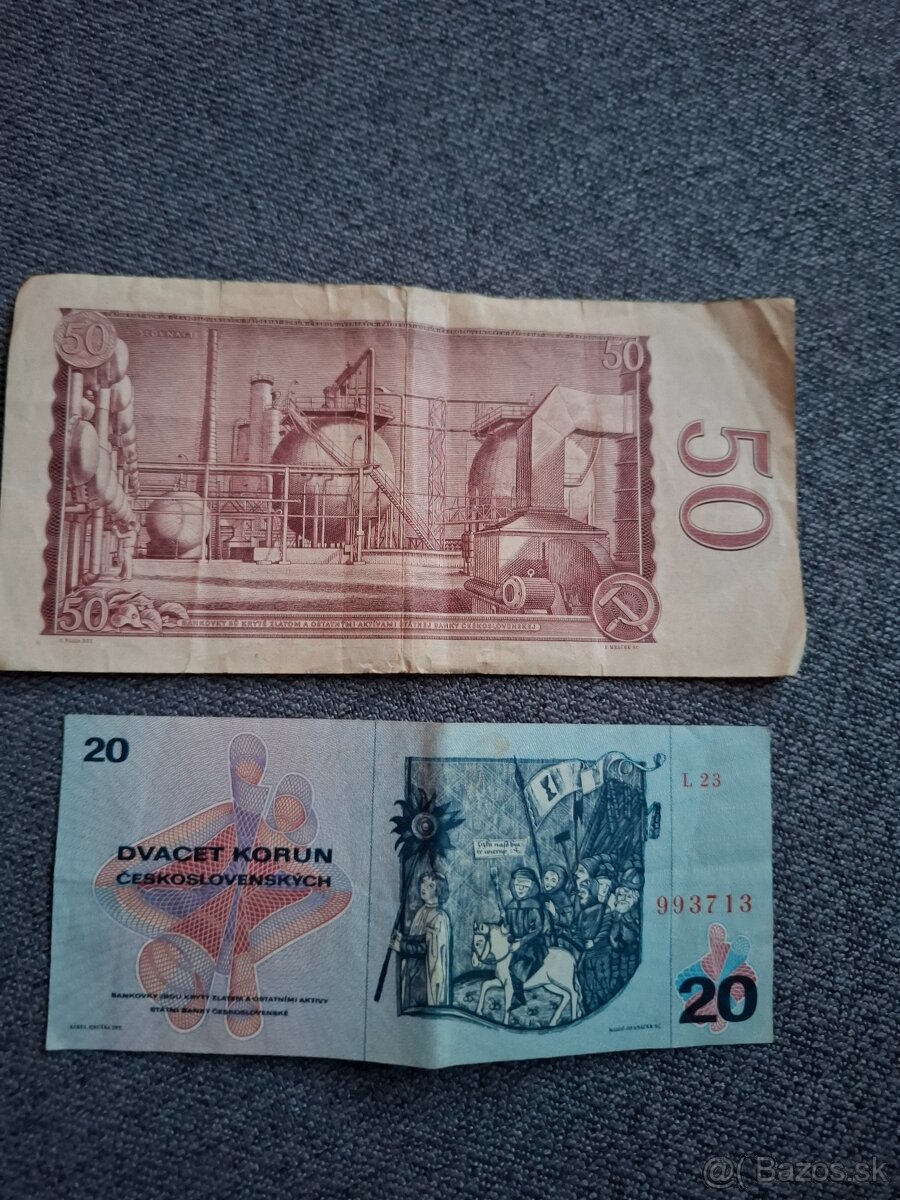 50
50
50
50
BANKOVKY SÚ KRYTÉ ZLATOM A OSTATNÝMI AKTÍVAMI ŠTÁTNEJ BANKY ČESKOSLOVENSKEJ
20
L 23
DVACET KORUN
ČESKOSLOVENSKÝCH
993713
BANKOVKY JSOU KRYTY ZLATEM A OSTATNÍMI AKTIVY
STÁTNÍ BANKY ČESKOSLOVENSKÉ
20
@( Bazos.sk